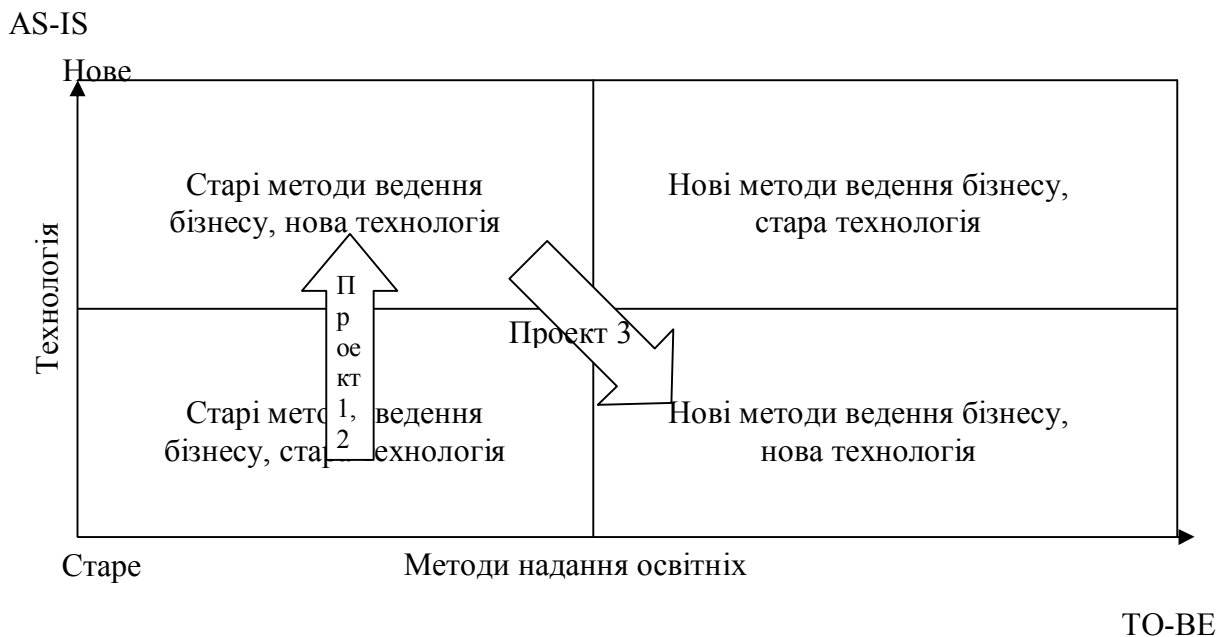 AS-IS
Нове
Старі методи ведення
бізнесу, нова технологія
Нові методи ведення бізнесу,
стара технологія
Технологія
П
р
ое
кт
1,
2
Проект 3
Старі мето ведення
бізнесу, стар ехнологія
Нові методи ведення бізнесу,
нова технологія
Старе
Методи надання освітніх
TO-BE